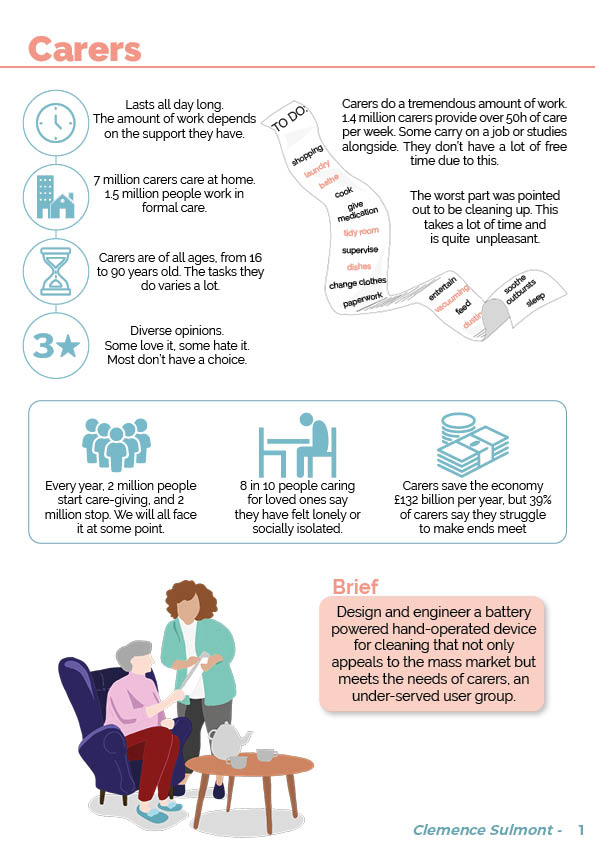 Carers
Lasts all day long.
The amount of work depends
on the support they have.
7 million carers care at home.
1.5 million people work in
formal care.
Carers are of all ages, from 16
to 90 years old. The tasks they
do varies a lot.
3★
Diverse opinions.
Some love it, some hate it.
Most don't have a choice.
TO DO:
shopping
laundry
bathe
cook
give
medication
tidy room
supervise
dishes
change clothes
paperwork
entertain
vacuuming
feed
dustin
soothe
outbursts
sleep
Carers do a tremendous amount of work.
1.4 million carers provide over 50h of care
per week. Some carry on a job or studies
alongside. They don't have a lot of free
time due to this.
The worst part was pointed
out to be cleaning up. This
takes a lot of time and
is quite unpleasant.
Every year, 2 million people
start care-giving, and 2
million stop. We will all face
it at some point.
8 in 10 people caring
for loved ones say
they have felt lonely or
socially isolated.
Carers save the economy
£132 billion per year, but 39%
of carers say they struggle
to make ends meet
Brief
Design and engineer a battery
powered hand-operated device
for cleaning that not only
appeals to the mass market but
meets the needs of carers, an
under-served user group.
Clemence Sulmont - 1